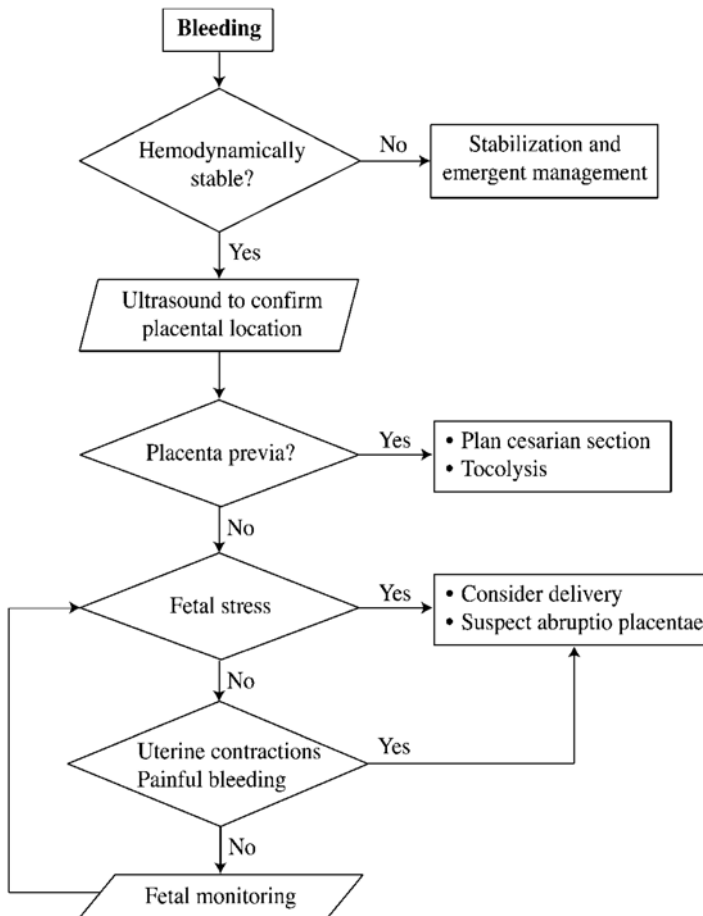 Bleeding
Hemodynamically
stable?
No
Stabilization and
emergent management
Yes
Ultrasound to confirm
placental location
Placenta previa?
Yes
• Plan cesarian section
• Tocolysis
No
Fetal stress
Yes
• Consider delivery
• Suspect abruptio placentae
No
Uterine contractions
Painful bleeding
Yes
No
Fetal monitoring